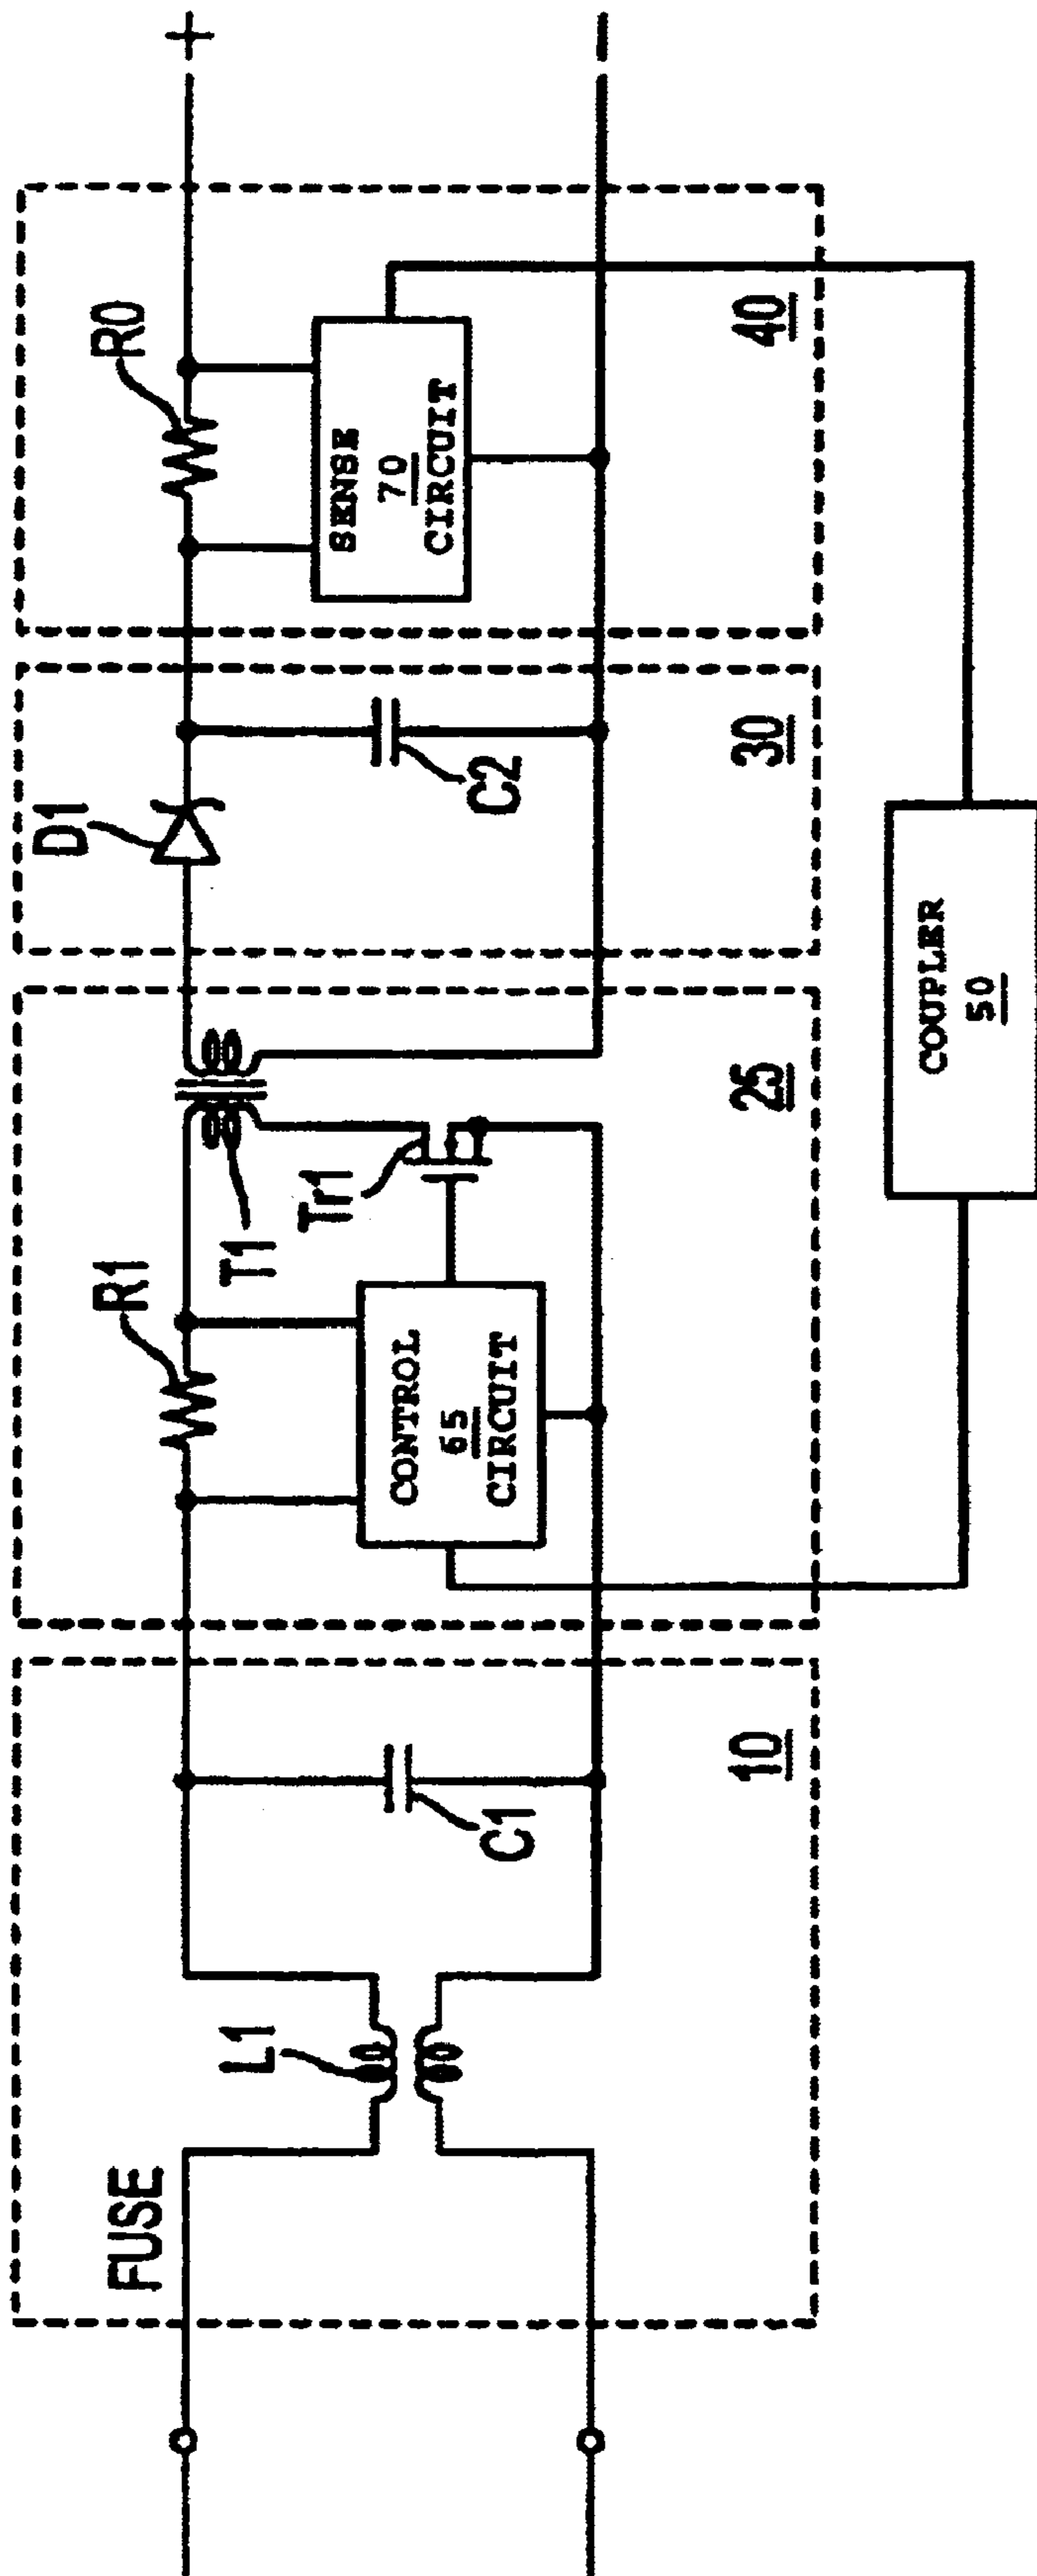 FUSE
L1
C1
10
R1
T1
Tr1
CONTROL
65
CIRCUIT
25
D1
C2
30
R0
SENSE
70
CIRCUIT
40
COUPLER
50
+
−